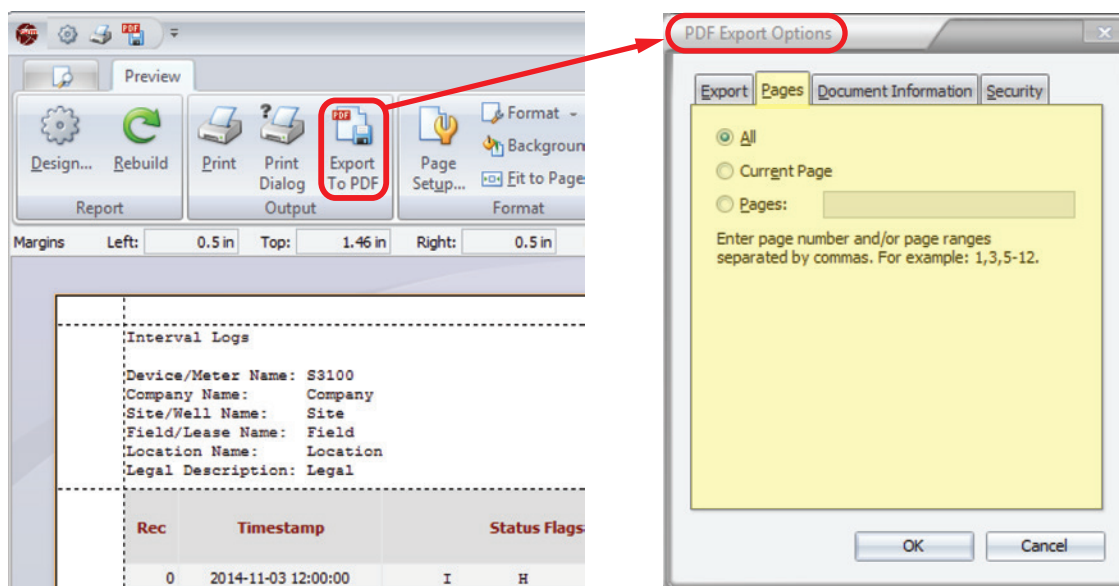 PDF
Preview
Design...
Rebuild
Print
?
Print
Dialog
PDF
Export
To PDF
Page
Setup...
Format
Backgroun
Fit to Page
Report
Output
Format
Margins Left: 0.5 in Top: 1.46 in Right: 0.5 in
Interval Logs
Device/Meter Name: S3100
Company Name: Company
Site/Well Name: Site
Field/Lease Name: Field
Location Name: Location
Legal Description: Legal
Rec Timestamp Status Flags
0 2014-11-03 12:00:00 I H
PDF Export Options
Export Pages Document Information Security
All
Current Page
Pages:
Enter page number and/or page ranges
separated by commas. For example: 1,3,5-12.
OK Cancel